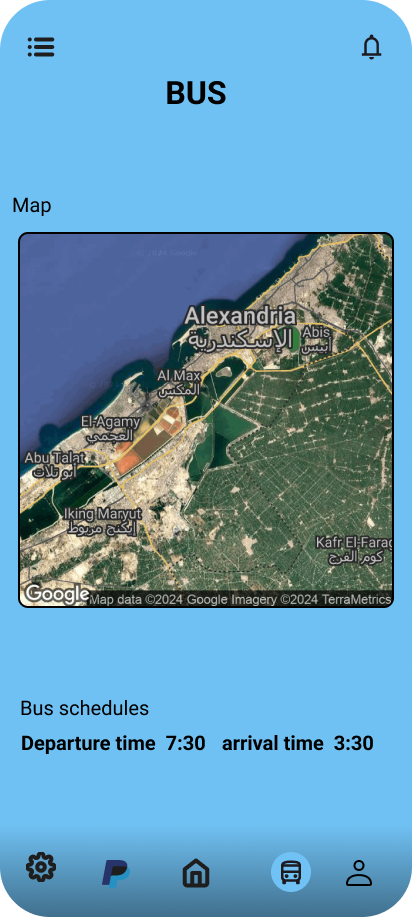 BUS
Map
Alexandria
الإسكندرية
Abis
أبيس
Al Max
المكس
El-Agamy
العجمي
Abu Talat
أبو تلات
Iking Maryut
إيكنج مريوط
Kafr El-Farag
كوم الفرج
Google
Map data ©2024 Google Imagery ©2024 TerraMetrics
Bus schedules
Departure time 7:30 arrival time 3:30